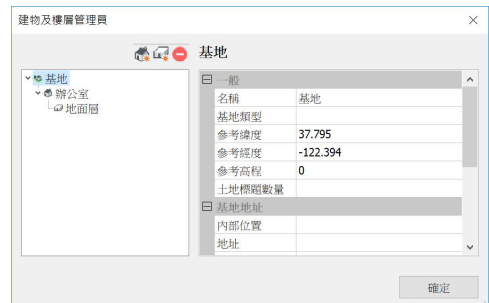 建物及樓層管理員
基地
基地
辦公室
地面層
一般
名稱 基地
基地類型
參考緯度 37.795
參考經度 -122.394
參考高程 0
土地標題數量
基地地址
內部位置
地址
確定